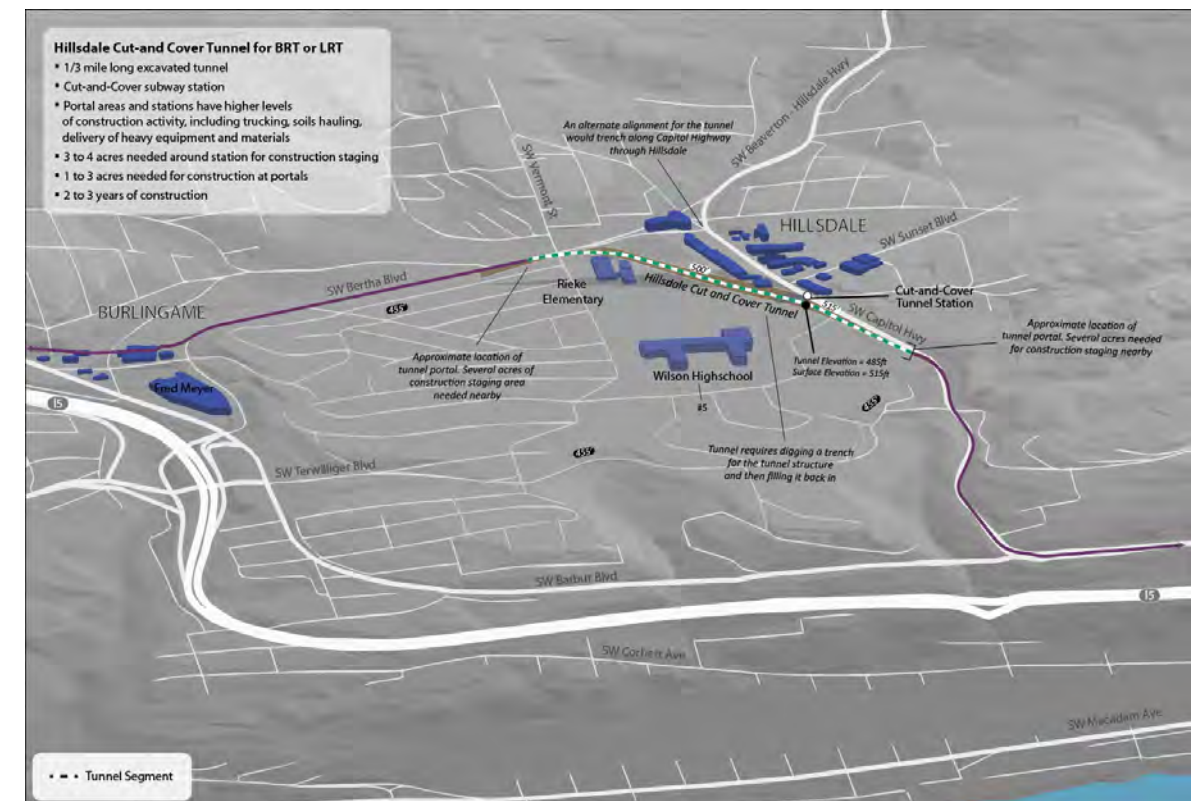 Hillsdale Cut-and Cover Tunnel for BRT or LRT
* 1/3 mile long excavated tunnel
* Cut-and-Cover subway station
* Portal areas and stations have higher levels
of construction activity, including trucking, soils hauling,
delivery of heavy equipment and materials
* 3 to 4 acres needed around station for construction staging
* 1 to 3 acres needed for construction at portals
* 2 to 3 years of construction
An alternate alignment for the tunnel
would trench along Capitol Highway
through Hillsdale
SW Beaverton - Hillsdale Hwy
SW Vermont St
HILLSDALE
SW Sunset Blvd
SW Bertha Blvd
BURLINGAME
455'
Rieke
Elementary
500'
Hillsdale Cut and Cover Tunnel
515'
Cut-and-Cover
Tunnel Station
SW Capitol Hwy
Approximate location of
tunnel portal. Several acres needed
for construction staging nearby
Approximate location of
tunnel portal. Several acres of
construction staging area
needed nearby
Tunnel Elevation = 485ft
Surface Elevation = 515ft
Wilson Highschool
Fred Meyer
I5
#5
455'
455'
Tunnel requires digging a trench
for the tunnel structure
and then filling it back in
SW Terwilliger Blvd
SW Barbur Blvd
I5
SW Corbett Ave
SW Macadam Ave
Tunnel Segment